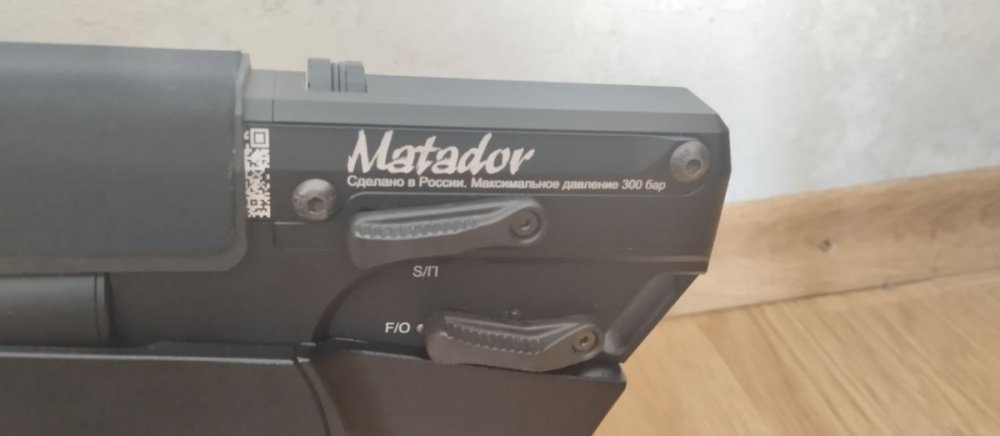 Matador
Сделано в России. Максимальное давление 300 бар
S/П
F/O